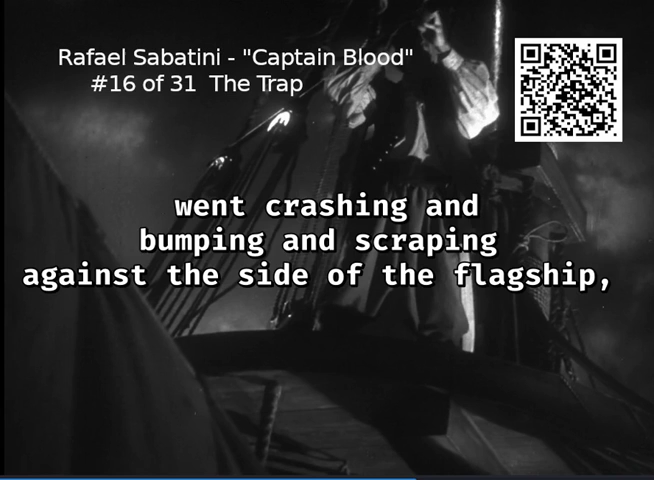 Rafael Sabatini - "Captain Blood"
#16 of 31  The Trap
went crashing and
bumping and scraping
against the side of the flagship,